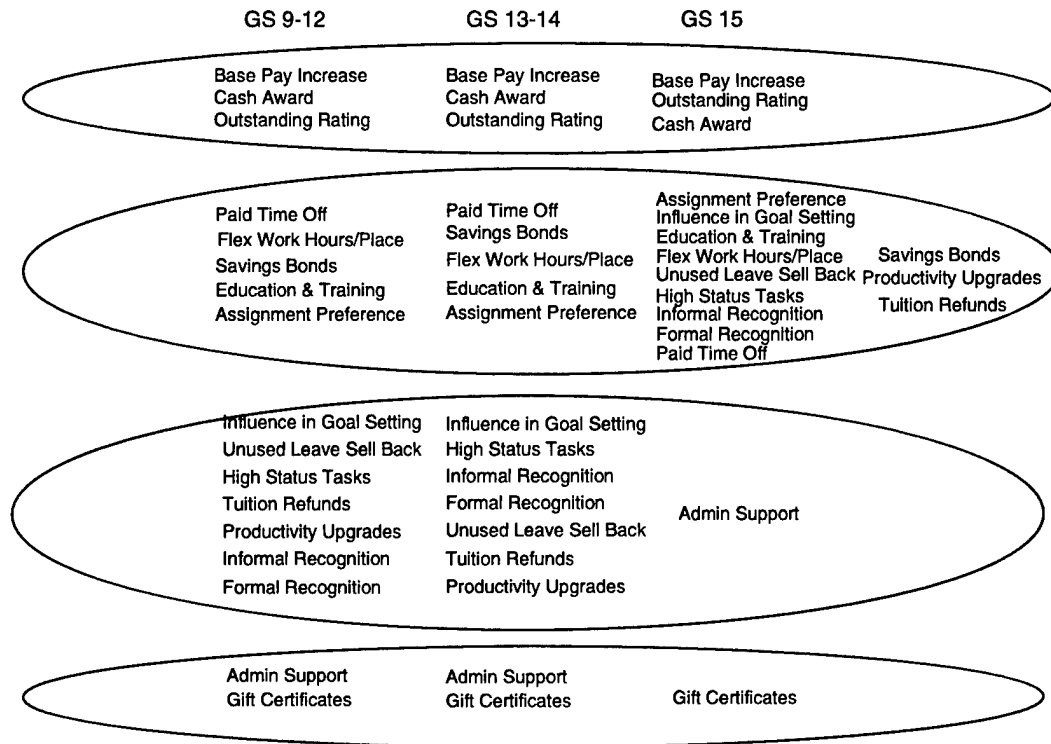 GS 9-12
GS 13-14
GS 15
Base Pay Increase
Cash Award
Outstanding Rating
Base Pay Increase
Cash Award
Outstanding Rating
Base Pay Increase
Outstanding Rating
Cash Award
Paid Time Off
Flex Work Hours/Place
Savings Bonds
Education & Training
Assignment Preference
Paid Time Off
Savings Bonds
Flex Work Hours/Place
Education & Training
Assignment Preference
Assignment Preference
Influence in Goal Setting
Education & Training
Flex Work Hours/Place
Unused Leave Sell Back
High Status Tasks
Informal Recognition
Formal Recognition
Paid Time Off
Savings Bonds
Productivity Upgrades
Tuition Refunds
Influence in Goal Setting
Unused Leave Sell Back
High Status Tasks
Tuition Refunds
Productivity Upgrades
Informal Recognition
Formal Recognition
Influence in Goal Setting
High Status Tasks
Informal Recognition
Formal Recognition
Unused Leave Sell Back
Tuition Refunds
Productivity Upgrades
Admin Support
Admin Support
Gift Certificates
Admin Support
Gift Certificates
Gift Certificates